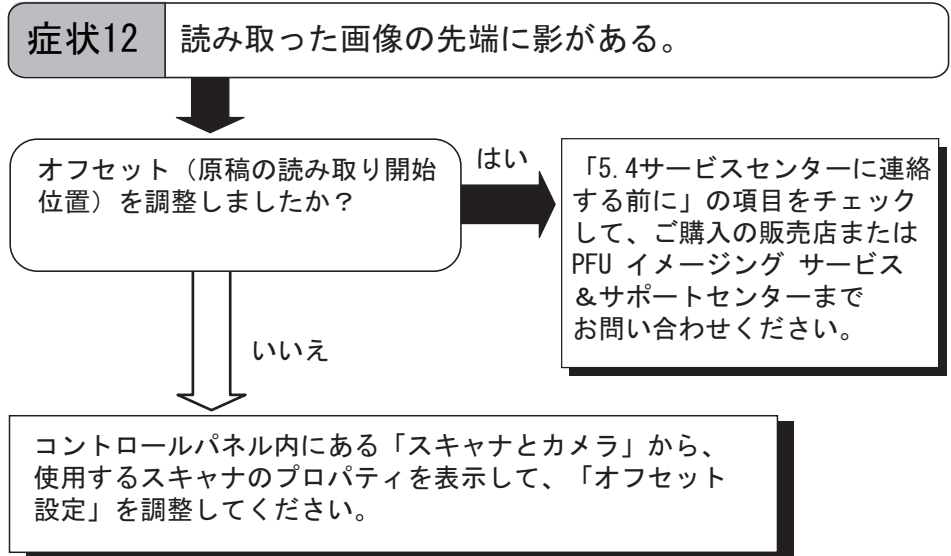 症状12
読み取った画像の先端に影がある。
オフセット（原稿の読み取り開始
位置）を調整しましたか？
はい
「5.4サービスセンターに連絡
する前に」の項目をチェック
して、ご購入の販売店または
PFU イメージング サービス
＆サポートセンターまで
お問い合わせください。
いいえ
コントロールパネル内にある「スキャナとカメラ」から、
使用するスキャナのプロパティを表示して、「オフセット
設定」を調整してください。